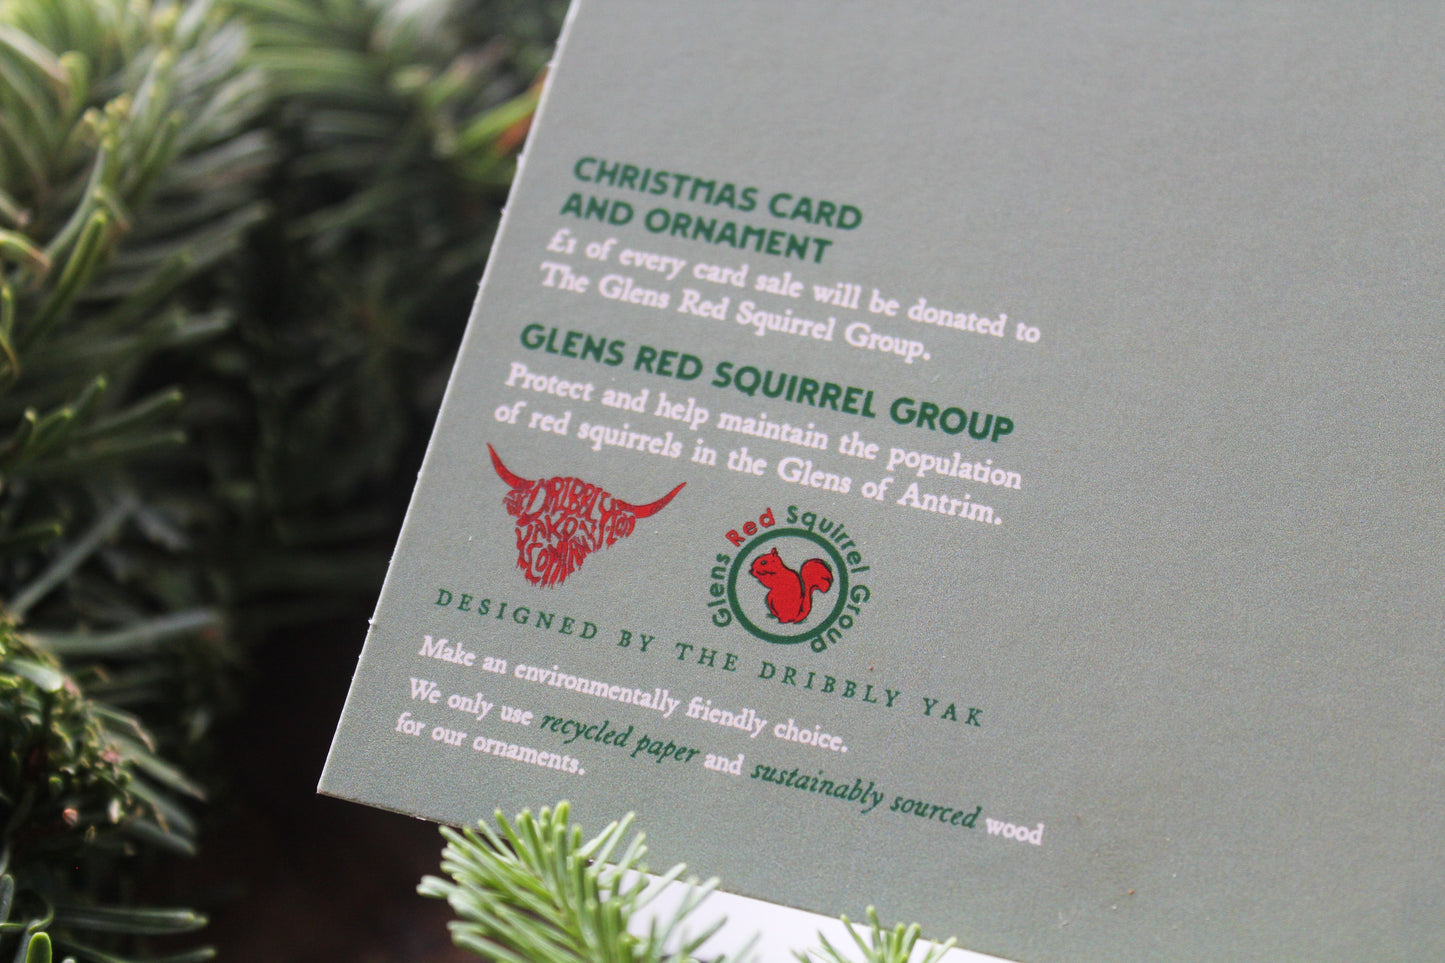 CHRISTMAS CARD
AND ORNAMENT
£1 of every card sale will be donated to
The Glens Red Squirrel Group.
GLENS RED SQUIRREL GROUP
Protect and help maintain the population
of red squirrels in the Glens of Antrim.
DRIBBLY
YAK
COMPANY
Glens Red Squirrel Group
DESIGNED BY THE DRIBBLY YAK
Make an environmentally friendly choice.
We only use recycled paper and sustainably sourced wood
for our ornaments.